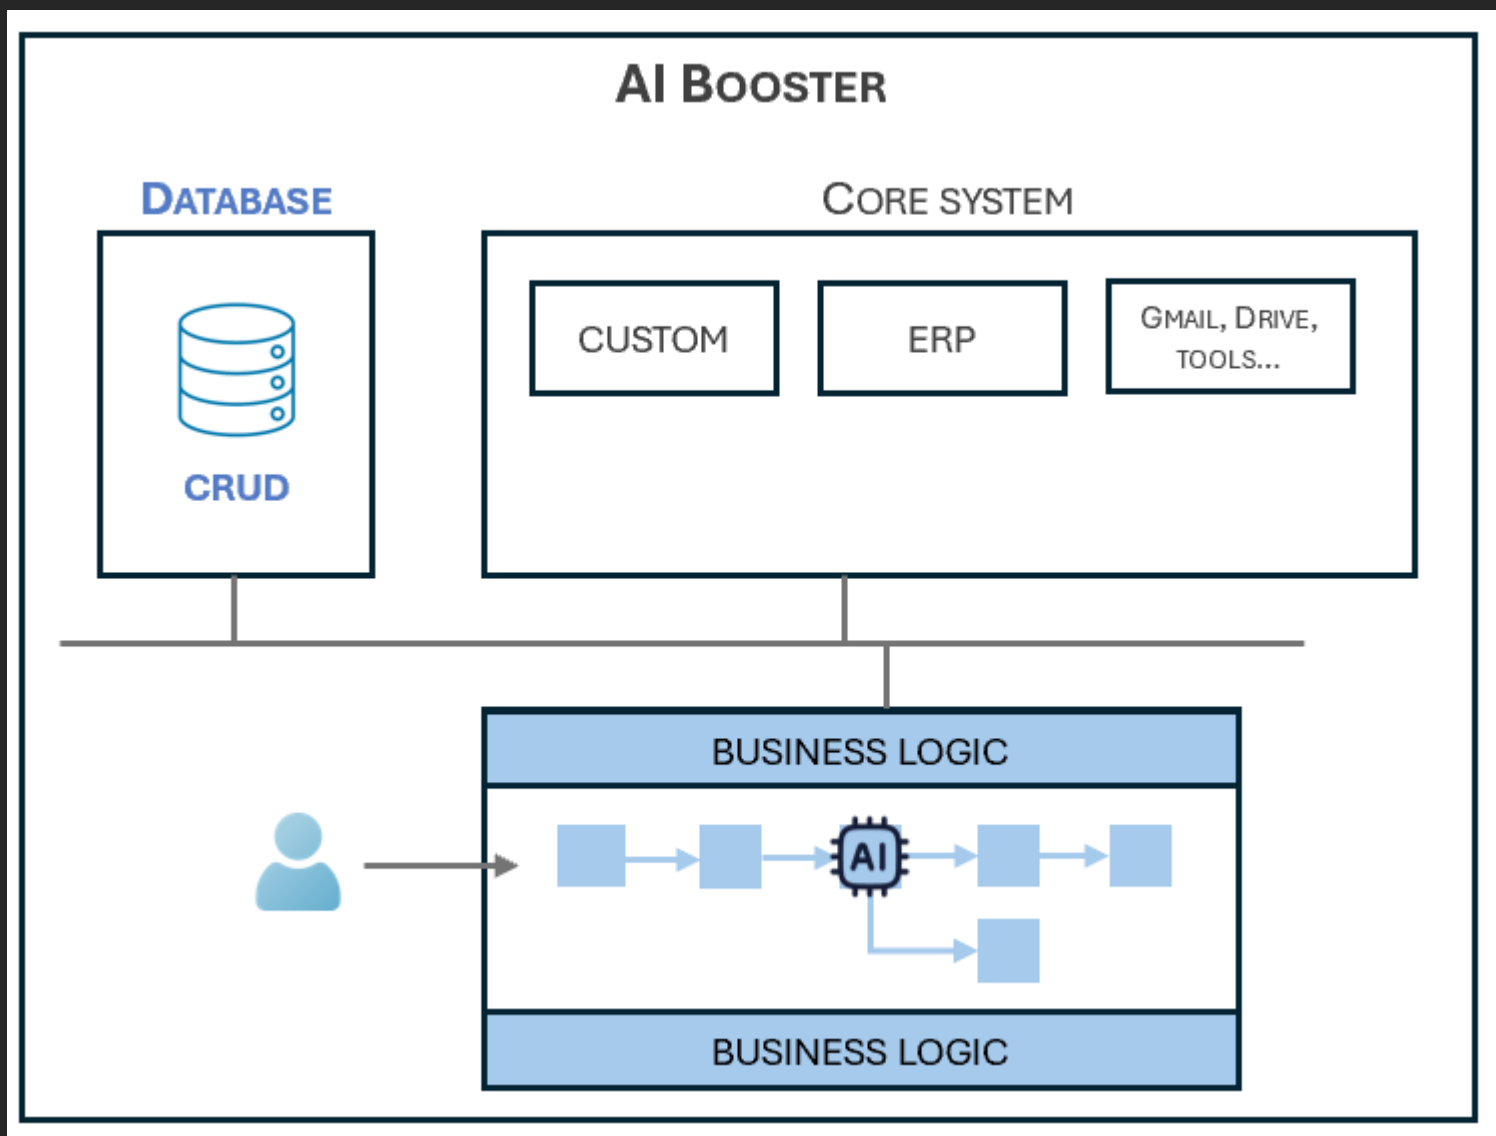 AI BOOSTER
DATABASE
CORE SYSTEM
CUSTOM
ERP
GMAIL, DRIVE,
TOOLS...
CRUD
BUSINESS LOGIC
AI
BUSINESS LOGIC